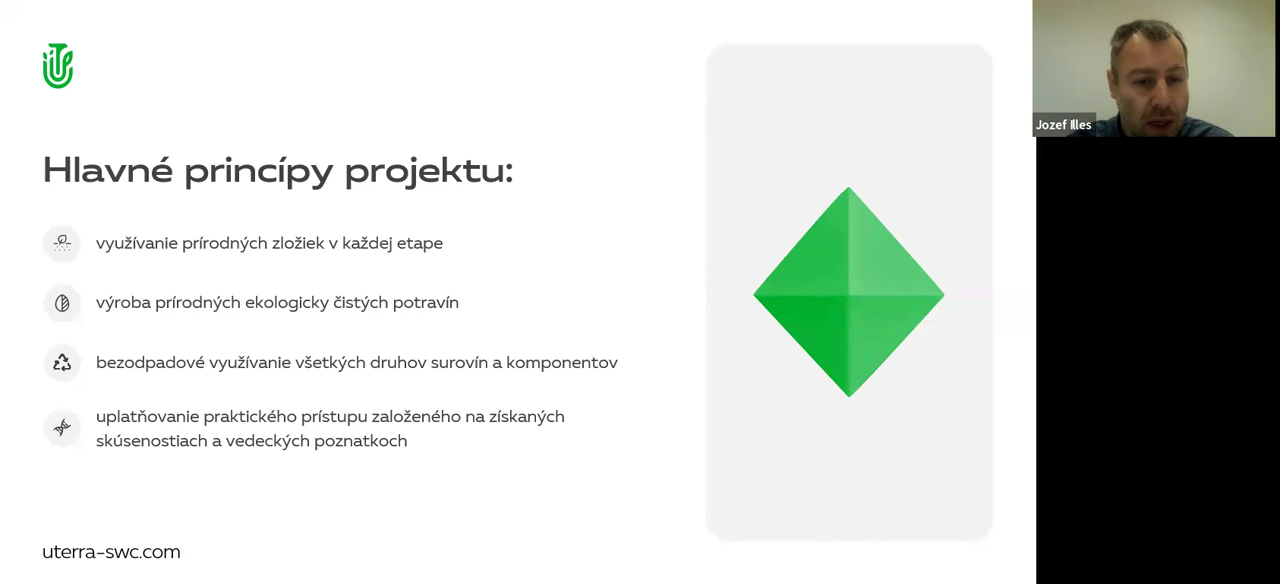 Hlavné princípy projektu:
využívanie prírodných zložiek v každej etape
výroba prírodných ekologicky čistých potravín
bezodpadové využívanie všetkých druhov surovín a komponentov
uplatňovanie praktického prístupu založeného na získaných
skúsenostiach a vedeckých poznatkoch
uterra-swc.com
Jozef Illes